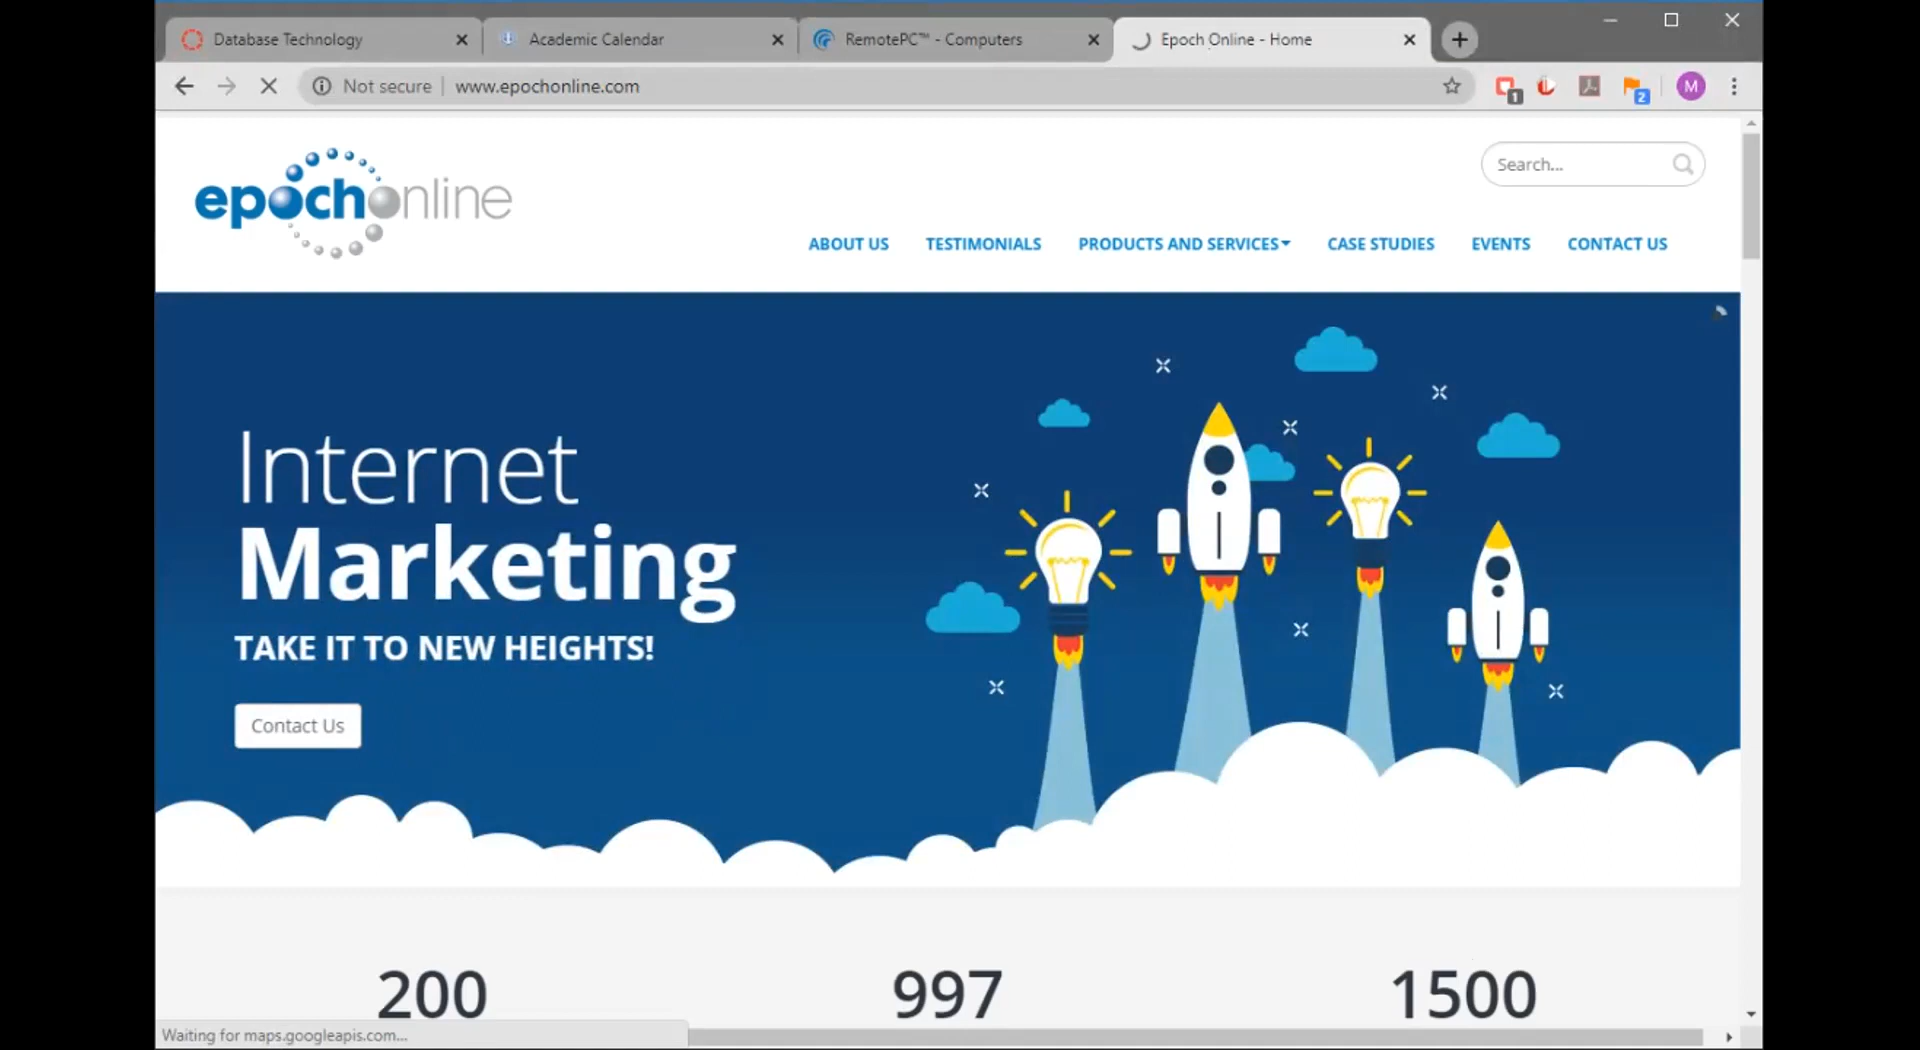 Database Technology
Academic Calendar
RemotePC™ - Computers
Epoch Online - Home
Not secure
www.epochonline.com
1
2
M
epochonline
Search...
ABOUT US
TESTIMONIALS
PRODUCTS AND SERVICES
CASE STUDIES
EVENTS
CONTACT US
Internet
Marketing
TAKE IT TO NEW HEIGHTS!
Contact Us
200
997
1500
Waiting for maps.googleapis.com...